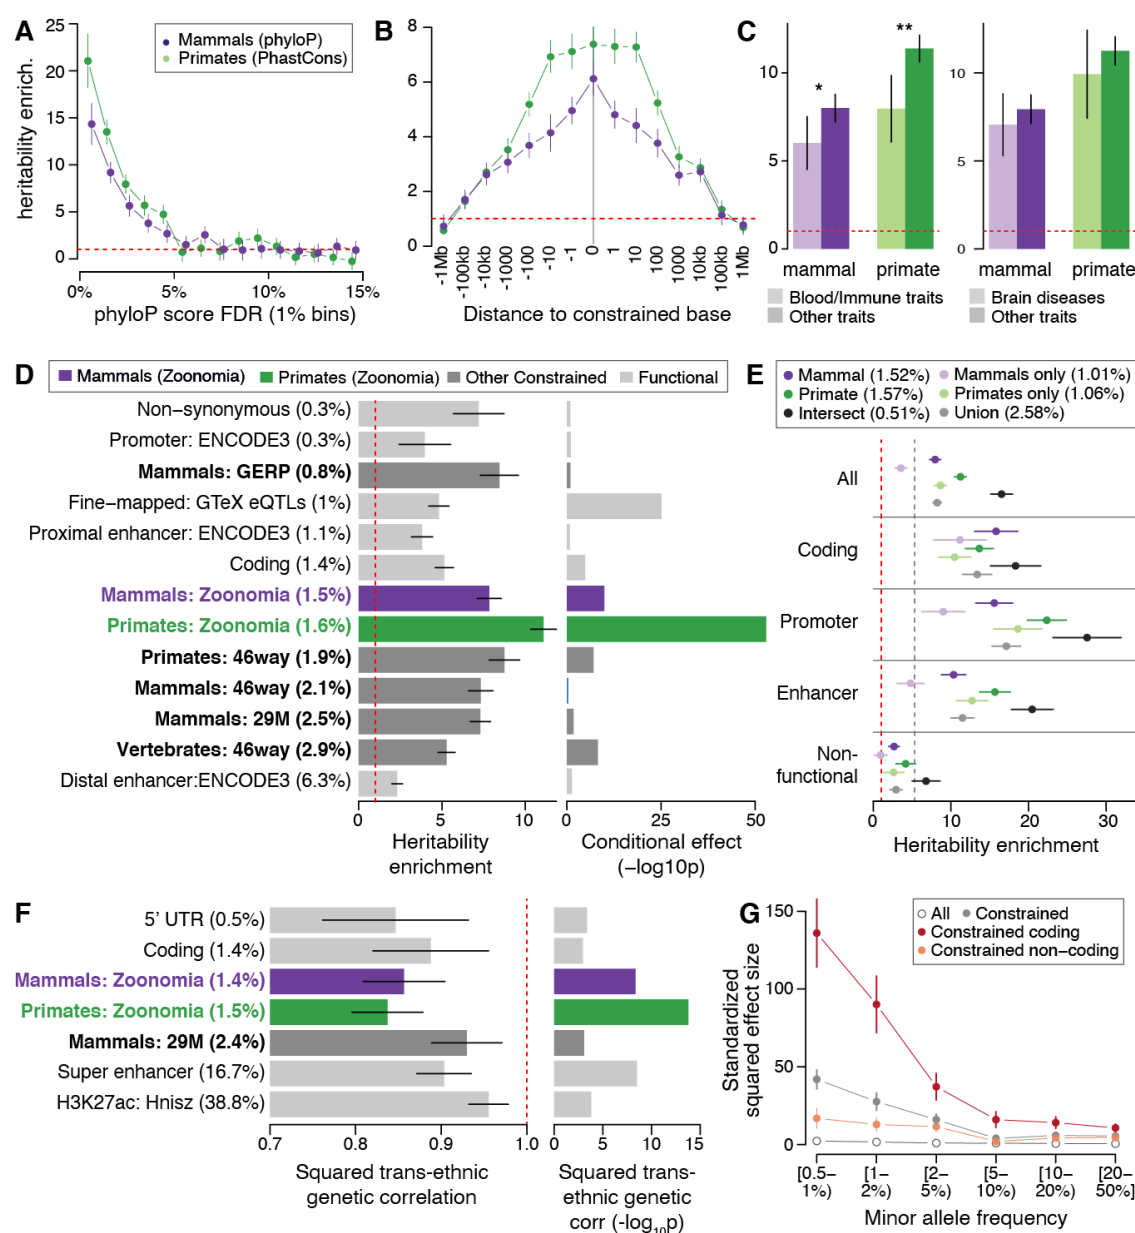 A
heritability enrich.
25
20
15
25
5
0
Mammals (phyloP)
Primates (PhastCons)
0%
5%
10%
15%
phyloP score FDR (1% bins)
B
8
6
4
2
0
-1Mb
-100kb
-10kb
-1000
-100
-10
-1
0
1
10
100
1000
10kb
100kb
1Mb
Distance to constrained base
C
10
5
0
*
**
mammal
primate
Blood/Immune traits
Other traits
10
5
0
mammal
primate
Brain diseases
Other traits
D
Mammals (Zoonomia)
Primates (Zoonomia)
Other Constrained
Functional
Non−synonymous (0.3%)
Promoter: ENCODE3 (0.3%)
Mammals: GERP (0.8%)
Fine−mapped: GTeX eQTLs (1%)
Proximal enhancer: ENCODE3 (1.1%)
Coding (1.4%)
Mammals: Zoonomia (1.5%)
Primates: Zoonomia (1.6%)
Primates: 46way (1.9%)
Mammals: 46way (2.1%)
Mammals: 29M (2.5%)
Vertebrates: 46way (2.9%)
Distal enhancer:ENCODE3 (6.3%)
0
5
10
Heritability
enrichment
0
25
50
Conditional effect
(−log10p)
E
Mammal (1.52%)
Mammals only (1.01%)
Primate (1.57%)
Primates only (1.06%)
Intersect (0.51%)
Union (2.58%)
All
Coding
Promoter
Enhancer
Non-
functional
0
10
20
30
Heritability enrichment
F
5' UTR (0.5%)
Coding (1.4%)
Mammals: Zoonomia (1.4%)
Primates: Zoonomia (1.5%)
Mammals: 29M (2.4%)
Super enhancer (16.7%)
H3K27ac: Hnisz (38.8%)
0.7
0.8
0.9
1.0
Squared trans-ethnic
genetic correlation
0
5
10
15
Squared trans-
ethnic genetic
corr (-log10p)
G
Standardized
squared effect size
150
100
50
0
All
Constrained
Constrained coding
Constrained non−coding
[0.5−
1%)
[1−
2%)
[2−
5%)
[5−
10%)
[10−
20%)
[20−
50%]
Minor allele frequency